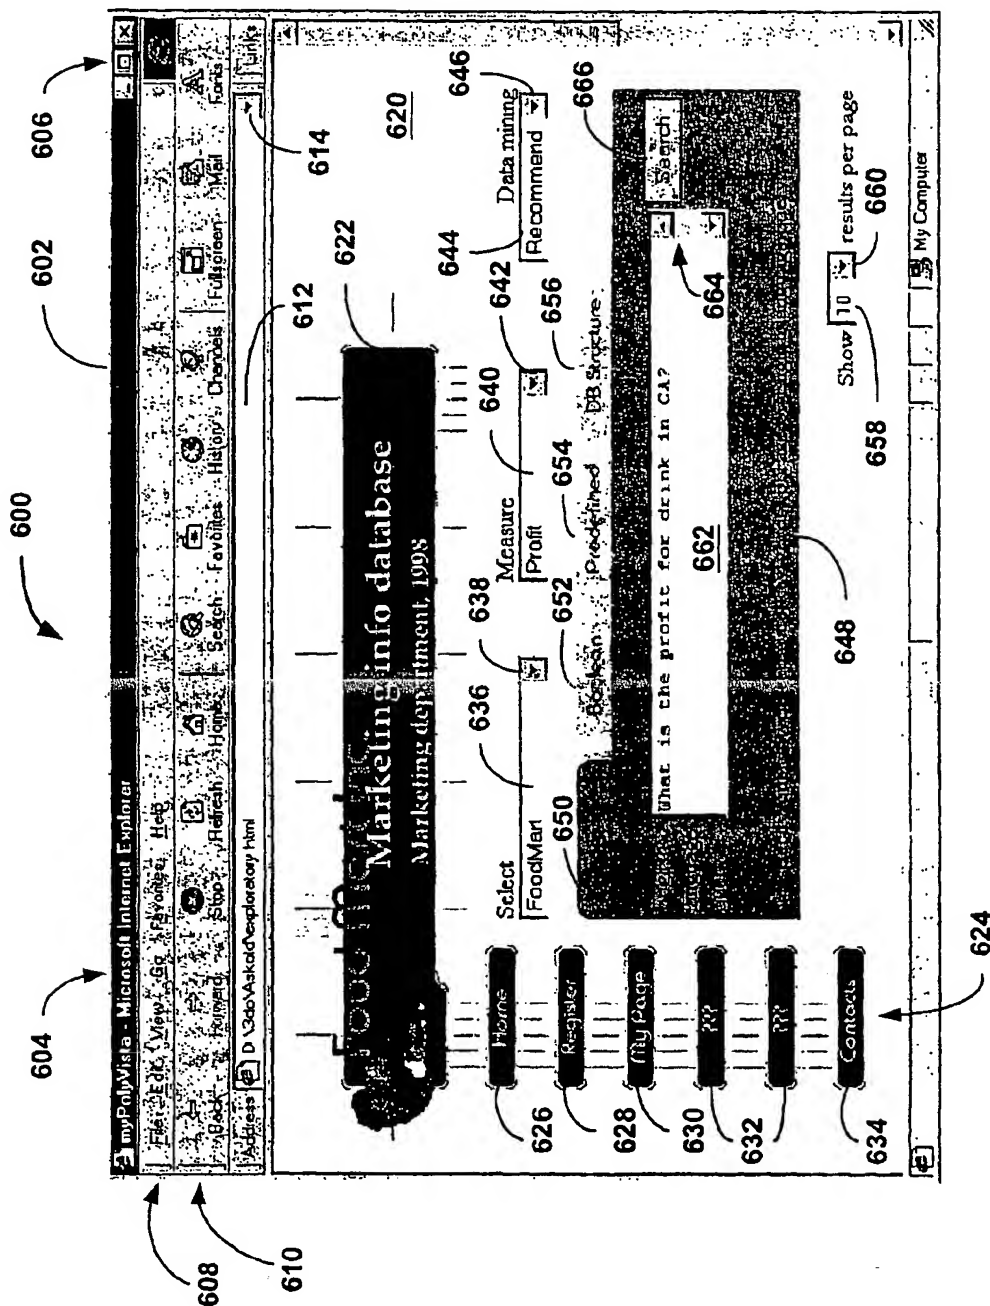 600
602
604
606
myPolyVista - Microsoft Internet Explorer
File Edit View Go Favorites Help
608
Back Forward Stop Refresh Home Search Favorites History Channels Fullscreen Mail Fonts
610
Address D:\3do\Askold\exploratory.html Links
612
614
620
622
Marketing info database
Marketing department, 1998
Select Measure Data mining
636 638 640 642 644 646
FoodMart Profit Recommend
650 652 654 656
Boolean Predefined DB Structure
666
What is the profit for drink in CA? Search
662
664
648
Show 10 results per page
658 660
Home
626
Register
628
My Page
630
???
632
???
Contacts
634
624
My Computer